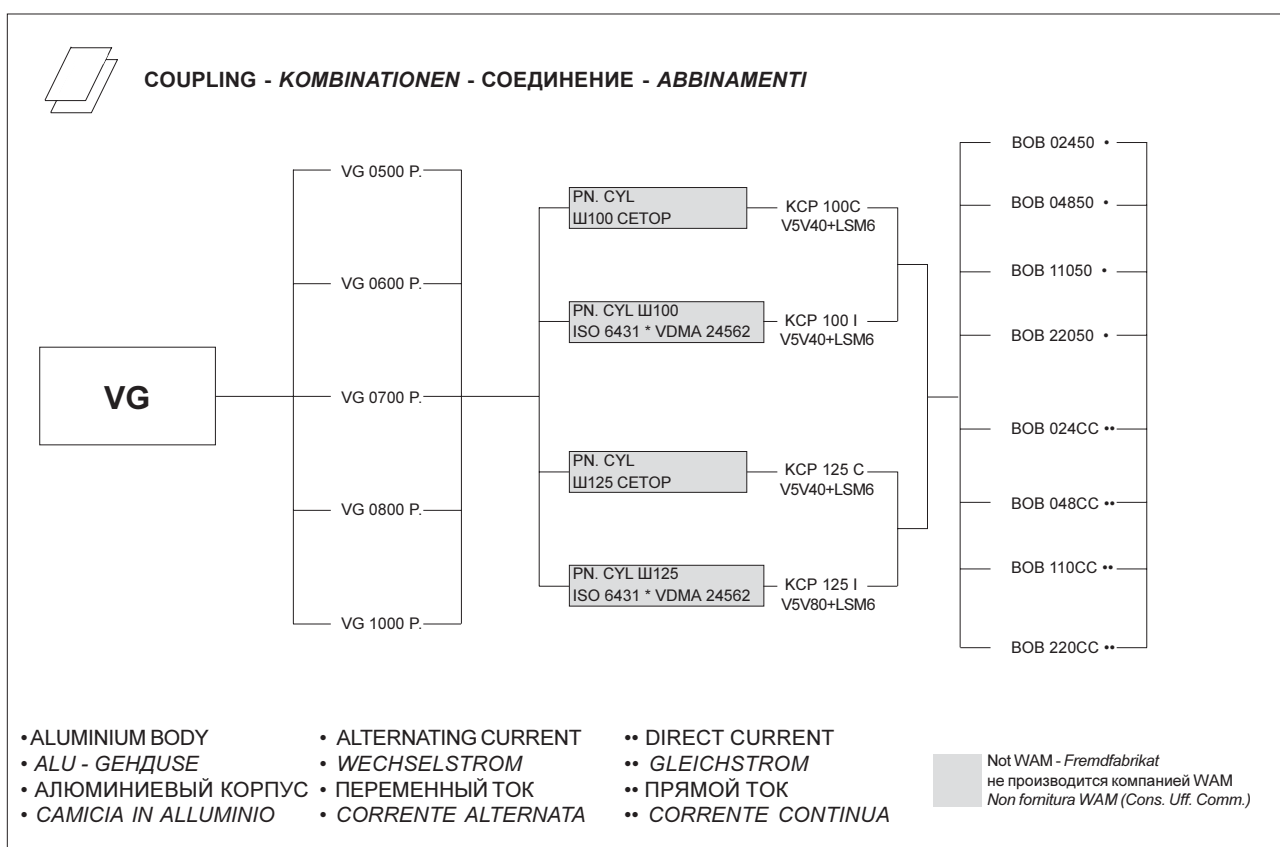 COUPLING - KOMBINATIONEN - СОЕДИНЕНИЕ - ABBINAMENTI
VG
VG 0500 P.
VG 0600 P.
VG 0700 P.
VG 0800 P.
VG 1000 P.
PN. CYL
Ш100 CETOP
KCP 100C
V5V40+LSM6
PN. CYL Ш100
ISO 6431 * VDMA 24562
KCP 100 I
V5V40+LSM6
PN. CYL
Ш125 CETOP
KCP 125 C
V5V40+LSM6
PN. CYL Ш125
ISO 6431 * VDMA 24562
KCP 125 I
V5V80+LSM6
BOB 02450 •
BOB 04850 •
BOB 11050 •
BOB 22050 •
BOB 024CC ••
BOB 048CC ••
BOB 110CC ••
BOB 220CC ••
• ALUMINIUM BODY
• ALU - GEHДUSE
• АЛЮМИНИЕВЫЙ КОРПУС
• CAMICIA IN ALLUMINIO
• ALTERNATING CURRENT
• WECHSELSTROM
• ПЕРЕМЕННЫЙ ТОК
• CORRENTE ALTERNATA
•• DIRECT CURRENT
•• GLEICHSTROM
•• ПРЯМОЙ ТОК
•• CORRENTE CONTINUA
Not WAM - Fremdfabrikat
не производится компанией WAM
Non fornitura WAM (Cons. Uff. Comm.)